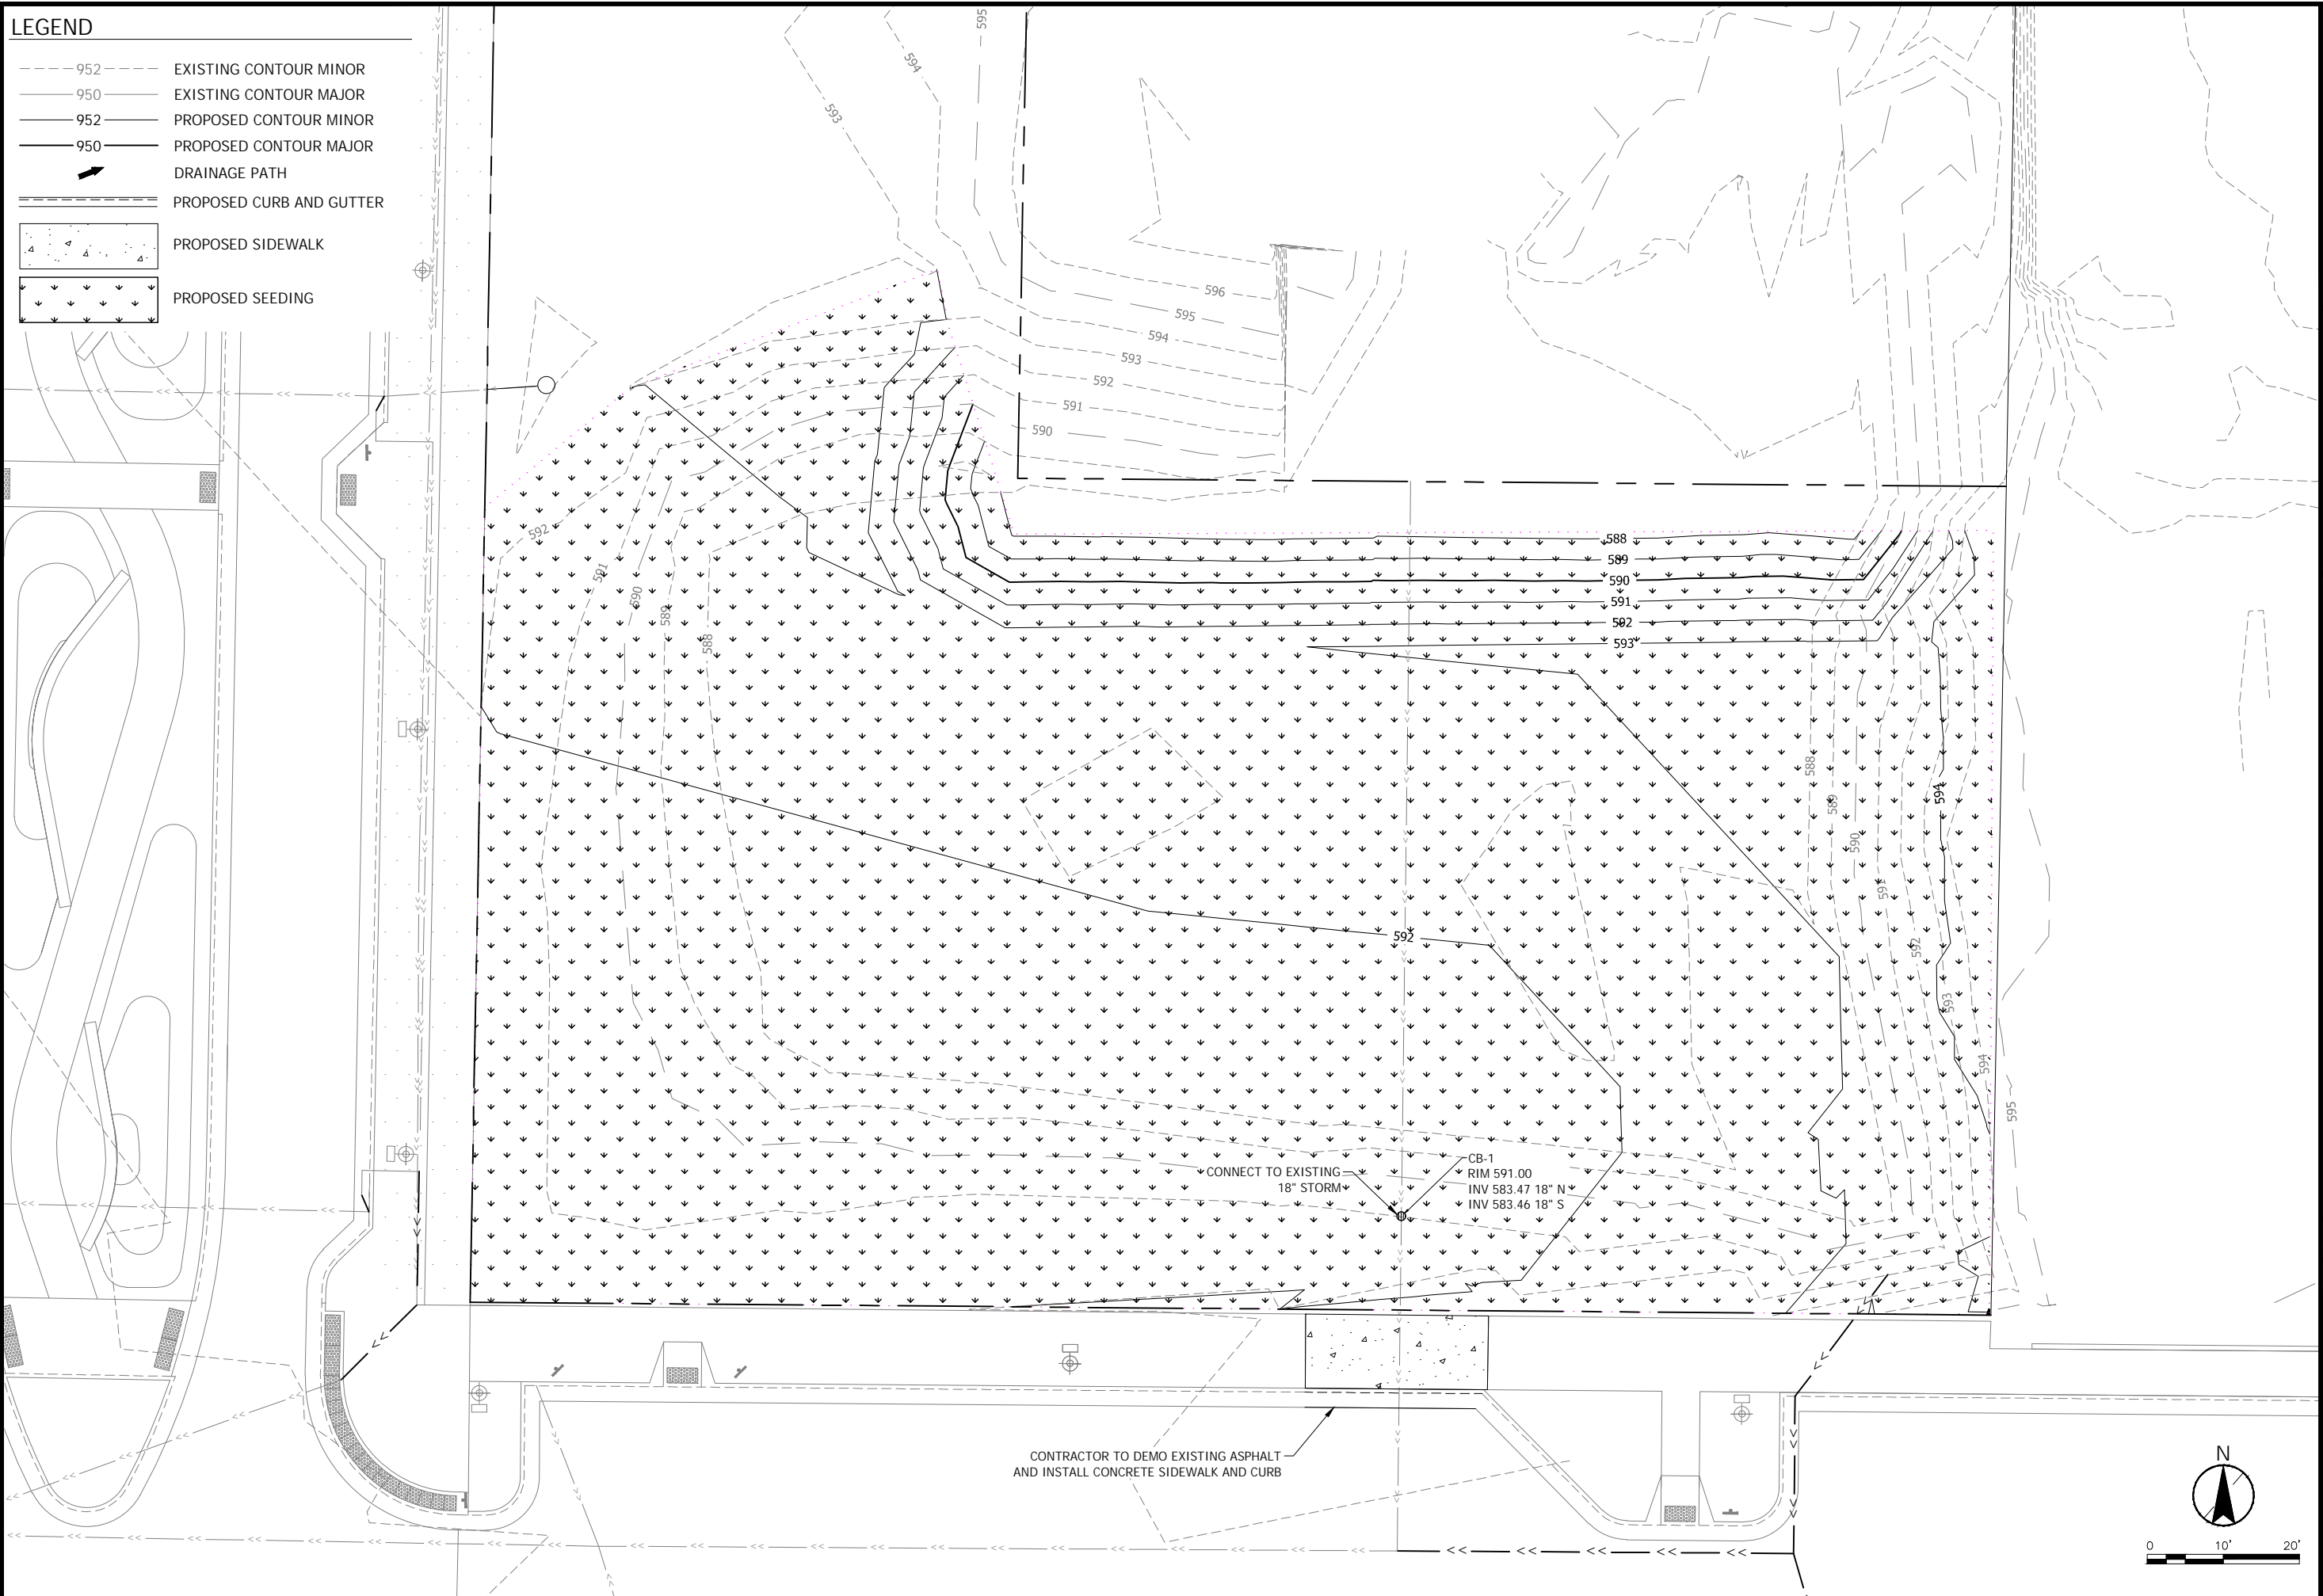 LEGEND
952 EXISTING CONTOUR MINOR
950 EXISTING CONTOUR MAJOR
952 PROPOSED CONTOUR MINOR
950 PROPOSED CONTOUR MAJOR
DRAINAGE PATH
PROPOSED CURB AND GUTTER
PROPOSED SIDEWALK
PROPOSED SEEDING
595
594
593
596
595
594
593
592
591
590
592
591
590
589
588
588
589
590
591
592
593
588
589
590
591
592
593
594
595
594
592
CONNECT TO EXISTING
18" STORM
CB-1
RIM 591.00
INV 583.47 18" N
INV 583.46 18" S
CONTRACTOR TO DEMO EXISTING ASPHALT
AND INSTALL CONCRETE SIDEWALK AND CURB
N
0 10' 20'